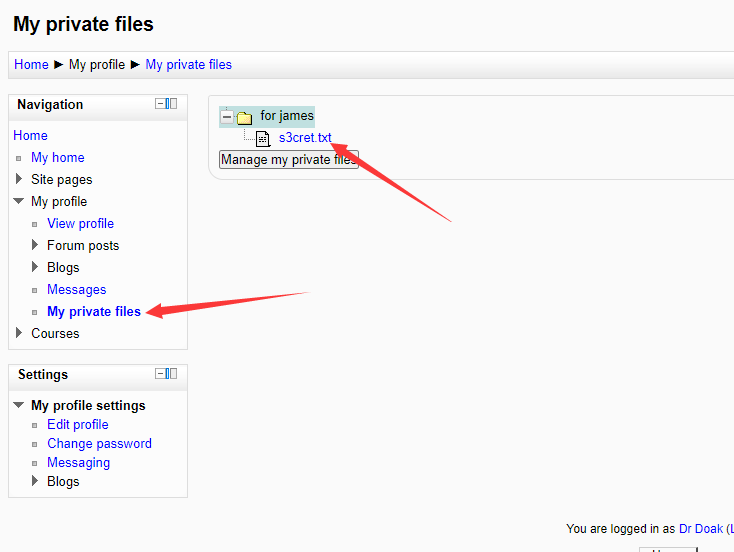 My private files
Home ► My profile ► My private files
Navigation
Home
My home
Site pages
My profile
View profile
Forum posts
Blogs
Messages
My private files
Courses
for james
s3cret.txt
Manage my private files
Settings
My profile settings
Edit profile
Change password
Messaging
Blogs
You are logged in as Dr Doak (L